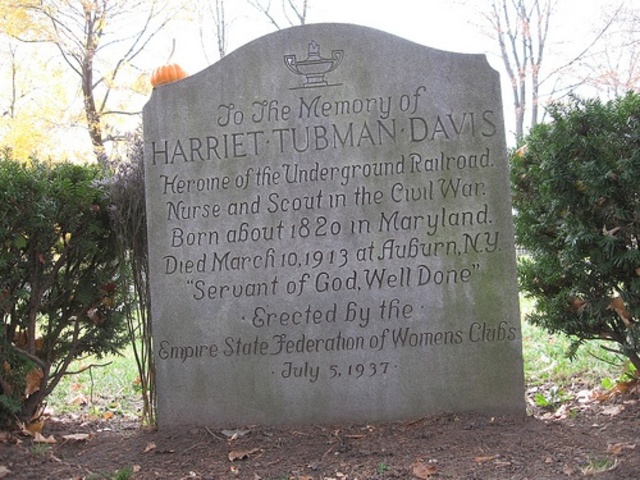 To The Memory of
HARRIET · TUBMAN · DAVIS
Heroine of the Underground Railroad.
Nurse and Scout in the Civil War.
Born about 1820 in Maryland.
Died March 10, 1913 at Auburn, N.Y.
"Servant of God, Well Done"
· Erected by the ·
Empire State Federation of Womens Clubs
· July 5, 1937 ·